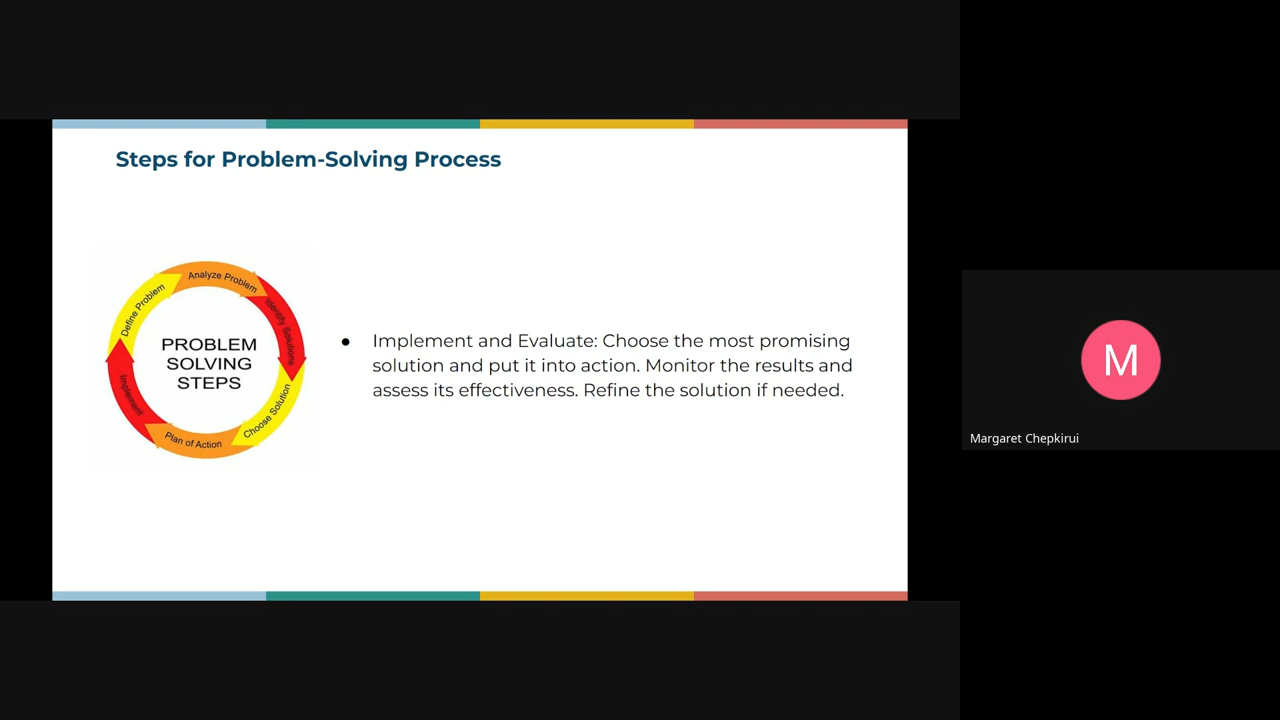 Steps for Problem-Solving Process
Analyze Problem
Define Problem
Identify Solutions
PROBLEM
SOLVING
STEPS
Implement
Choose Solution
Plan of Action
● Implement and Evaluate: Choose the most promising
solution and put it into action. Monitor the results and
assess its effectiveness. Refine the solution if needed.
M
Margaret Chepkirui